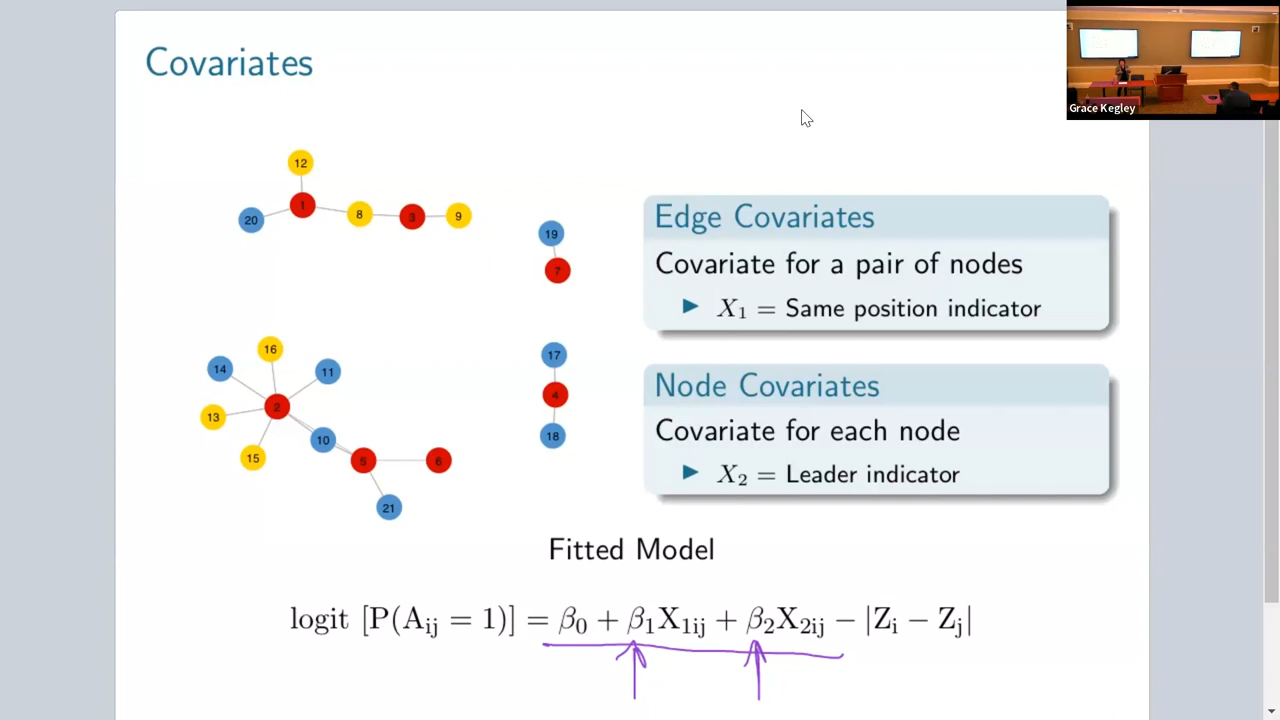 Covariates
Grace Kegley
12
1
20
8
3
9
19
7
16
14
11
2
13
10
15
5
6
21
17
4
18
Edge Covariates
Covariate for a pair of nodes
▶ X₁ = Same position indicator
Node Covariates
Covariate for each node
▶ X₂ = Leader indicator
Fitted Model
logit [P(Aᵢⱼ = 1)] = β₀ + β₁X₁ᵢⱼ + β₂X₂ᵢⱼ − |Zᵢ − Zⱼ|